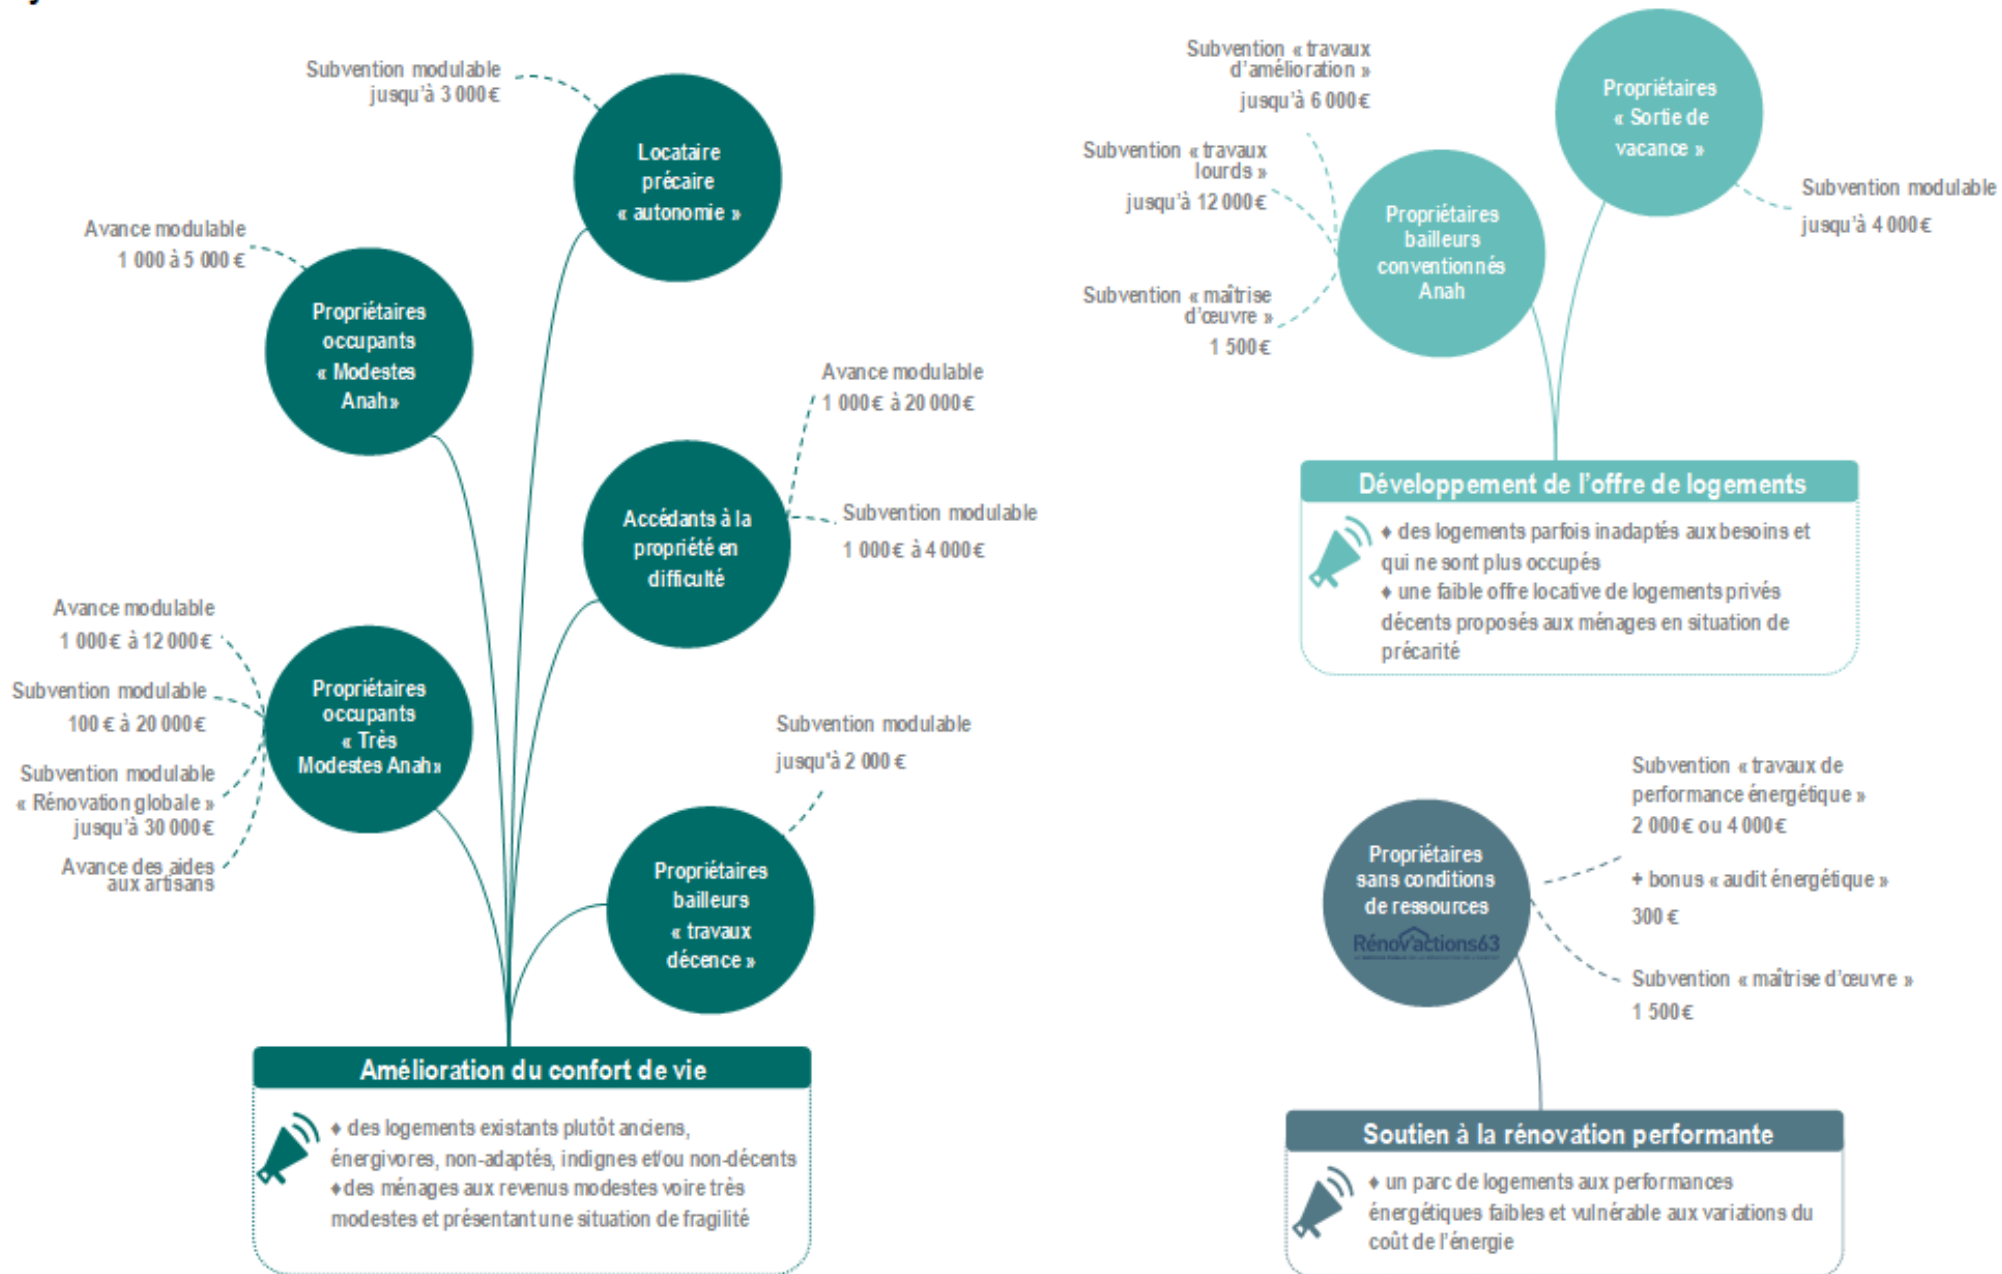 Subvention modulable
jusqu'à 3 000 €
Locataire
précaire
« autonomie »
Avance modulable
1 000 à 5 000 €
Propriétaires
occupants
« Modestes
Anah »
Avance modulable
1 000 € à 20 000 €
Accédants à la
propriété en
difficulté
Subvention modulable
1 000 € à 4 000 €
Avance modulable
1 000 € à 12 000 €
Subvention modulable
100 € à 20 000 €
Subvention modulable
« Rénovation globale »
jusqu'à 30 000 €
Avance des aides
aux artisans
Propriétaires
occupants
« Très
Modestes Anah »
Subvention modulable
jusqu'à 2 000 €
Propriétaires
bailleurs
« travaux
décence »
Amélioration du confort de vie
♦ des logements existants plutôt anciens,
énergivores, non-adaptés, indignes et/ou non-décents
♦ des ménages aux revenus modestes voire très
modestes et présentant une situation de fragilité
Subvention « travaux
d'amélioration »
jusqu'à 6 000 €
Subvention « travaux
lourds »
jusqu'à 12 000 €
Subvention « maîtrise
d'œuvre »
1 500 €
Propriétaires
bailleurs
conventionnés
Anah
Propriétaires
« Sortie de
vacance »
Subvention modulable
jusqu'à 4 000 €
Développement de l'offre de logements
♦ des logements parfois inadaptés aux besoins et
qui ne sont plus occupés
♦ une faible offre locative de logements privés
décents proposés aux ménages en situation de
précarité
Subvention « travaux de
performance énergétique »
2 000 € ou 4 000 €
+ bonus « audit énergétique »
300 €
Subvention « maîtrise d'œuvre »
1 500 €
Propriétaires
sans conditions
de ressources
Rénov'actions63
Soutien à la rénovation performante
♦ un parc de logements aux performances
énergétiques faibles et vulnérable aux variations du
coût de l'énergie